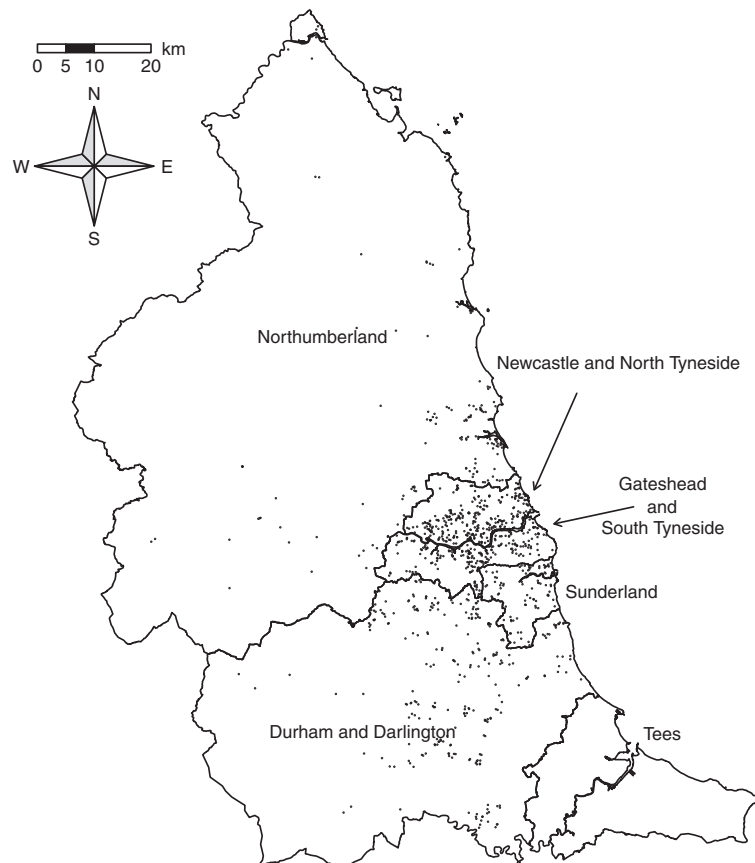 km
0 5 10 20
N
W E
S
Northumberland
Newcastle and North Tyneside
Gateshead
and
South Tyneside
Sunderland
Durham and Darlington
Tees